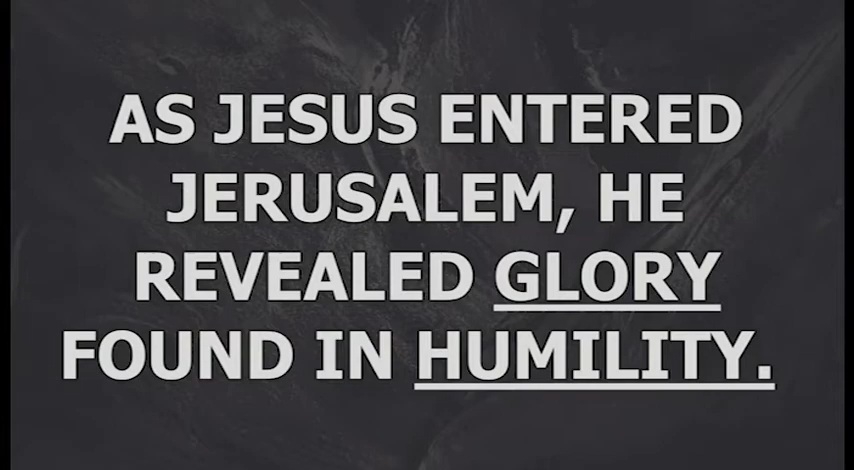 AS JESUS ENTERED
JERUSALEM, HE
REVEALED GLORY
FOUND IN HUMILITY.